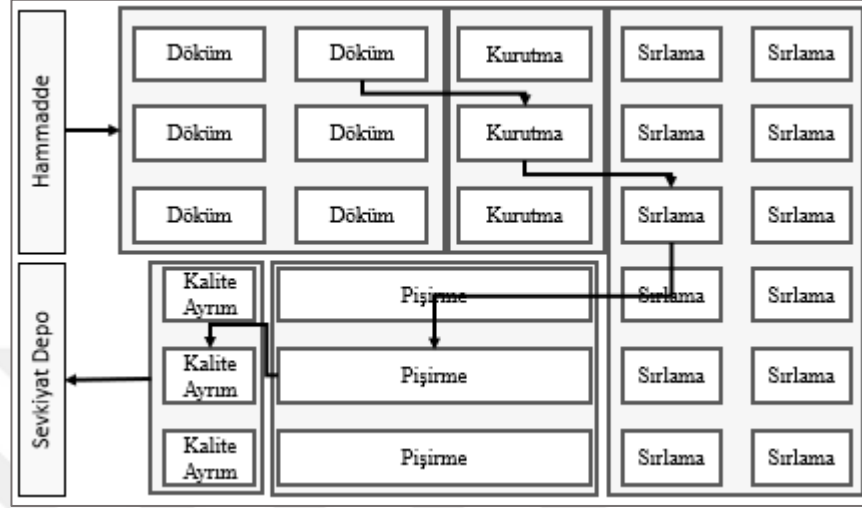 Hammadde
Döküm
Döküm
Kurutma
Sırlama
Sırlama
Döküm
Döküm
Kurutma
Sırlama
Sırlama
Döküm
Döküm
Kurutma
Sırlama
Sırlama
Sevkiyat Depo
Kalite
Ayrım
Pişirme
Sırlama
Sırlama
Kalite
Ayrım
Pişirme
Sırlama
Sırlama
Kalite
Ayrım
Pişirme
Sırlama
Sırlama